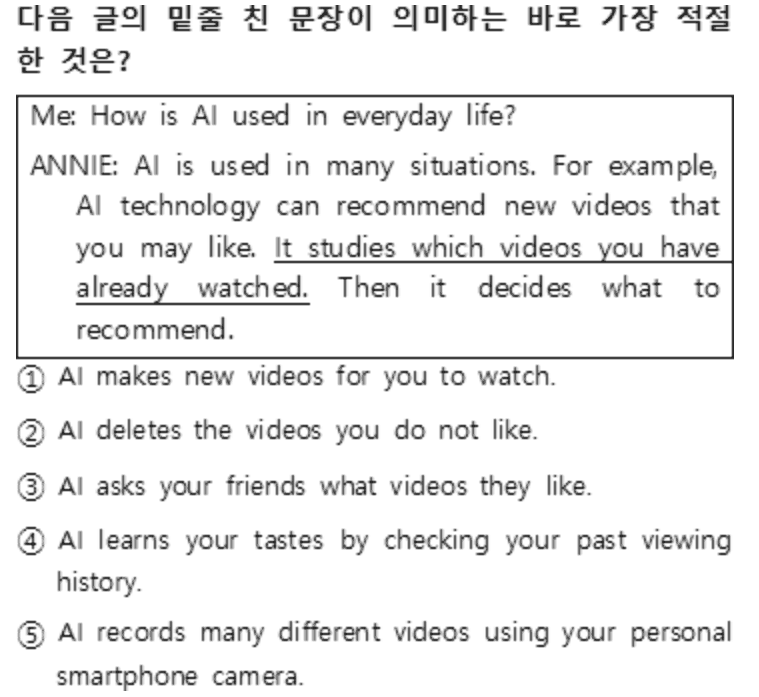 다음 글의 밑줄 친 문장이 의미하는 바로 가장 적절
한 것은?
Me: How is AI used in everyday life?
ANNIE: AI is used in many situations. For example,
AI technology can recommend new videos that
you may like. It studies which videos you have
already watched. Then it decides what to
recommend.
① AI makes new videos for you to watch.
② AI deletes the videos you do not like.
③ AI asks your friends what videos they like.
④ AI learns your tastes by checking your past viewing
history.
⑤ AI records many different videos using your personal
smartphone camera.